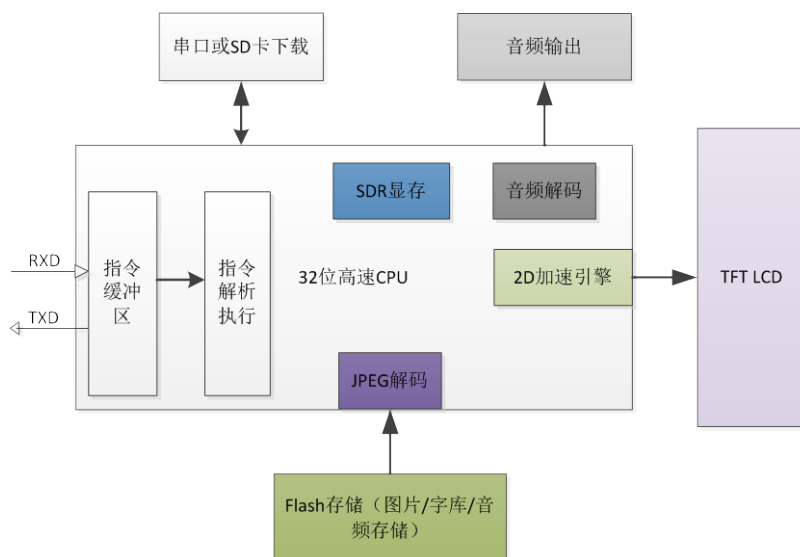 串口或SD卡下载
音频输出
SDR显存
音频解码
RXD
TXD
指令
缓冲
区
指令
解析
执行
32位高速CPU
2D加速引擎
TFT LCD
JPEG解码
Flash存储（图片/字库/音
频存储）